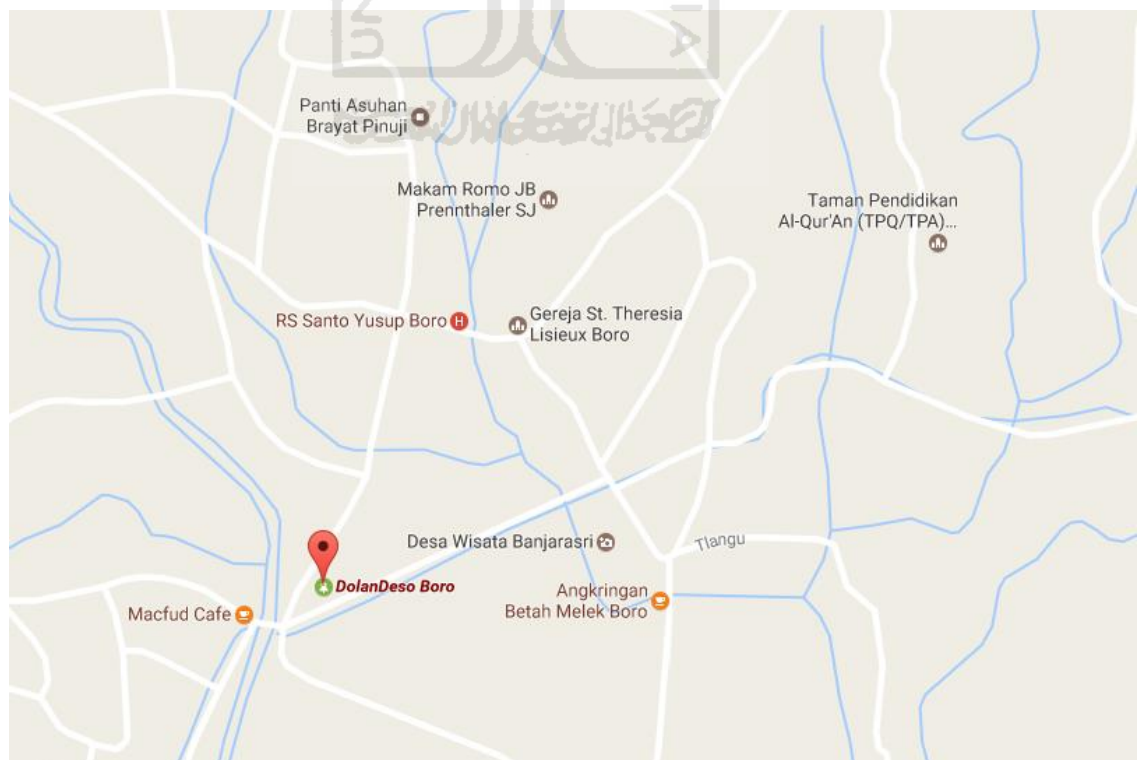 Panti Asuhan
Brayat Pinuji
Makam Romo JB
Prennthaler SJ
Taman Pendidikan
Al-Qur'An (TPQ/TPA)...
RS Santo Yusup Boro
H
Gereja St. Theresia
Lisieux Boro
Desa Wisata Banjarasri
Tlangu
DolanDeso Boro
Angkringan
Betah Melek Boro
Macfud Cafe